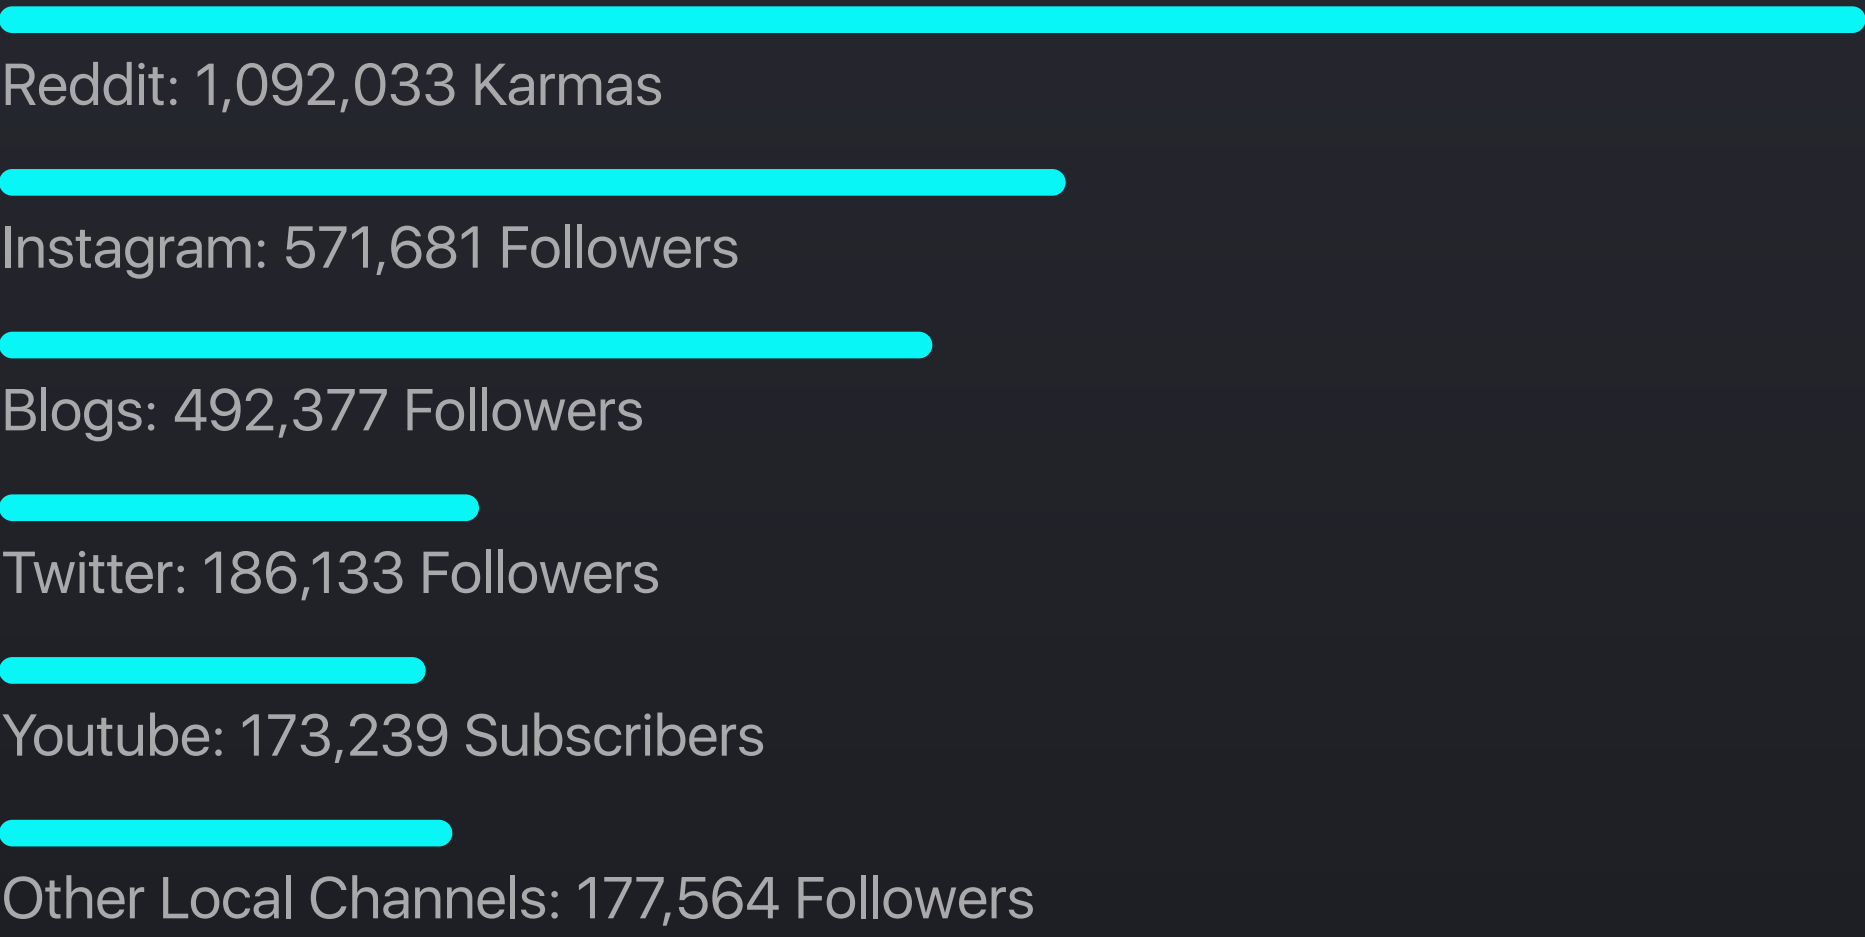 Reddit: 1,092,033 Karmas
Instagram: 571,681 Followers
Blogs: 492,377 Followers
Twitter: 186,133 Followers
Youtube: 173,239 Subscribers
Other Local Channels: 177,564 Followers